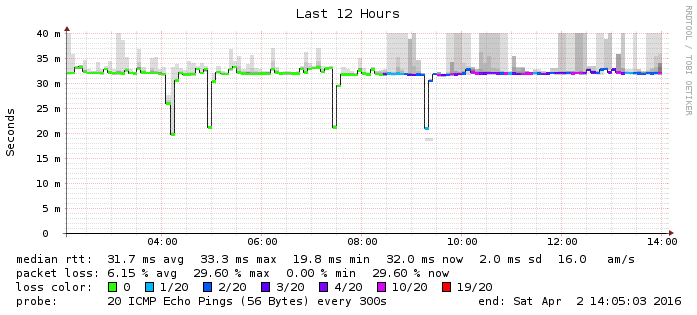 Last 12 Hours
RRDTOOL / TOBI OETIKER
Seconds
40 m
35 m
30 m
25 m
20 m
15 m
10 m
5 m
0
04:00 06:00 08:00 10:00 12:00 14:00
median rtt: 31.7 ms avg 33.3 ms max 19.8 ms min 32.0 ms now 2.0 ms sd 16.0 am/s
packet loss: 6.15 % avg 29.60 % max 0.00 % min 29.60 % now
loss color: 0 1/20 2/20 3/20 4/20 10/20 19/20
probe: 20 ICMP Echo Pings (56 Bytes) every 300s end: Sat Apr 2 14:05:03 2016